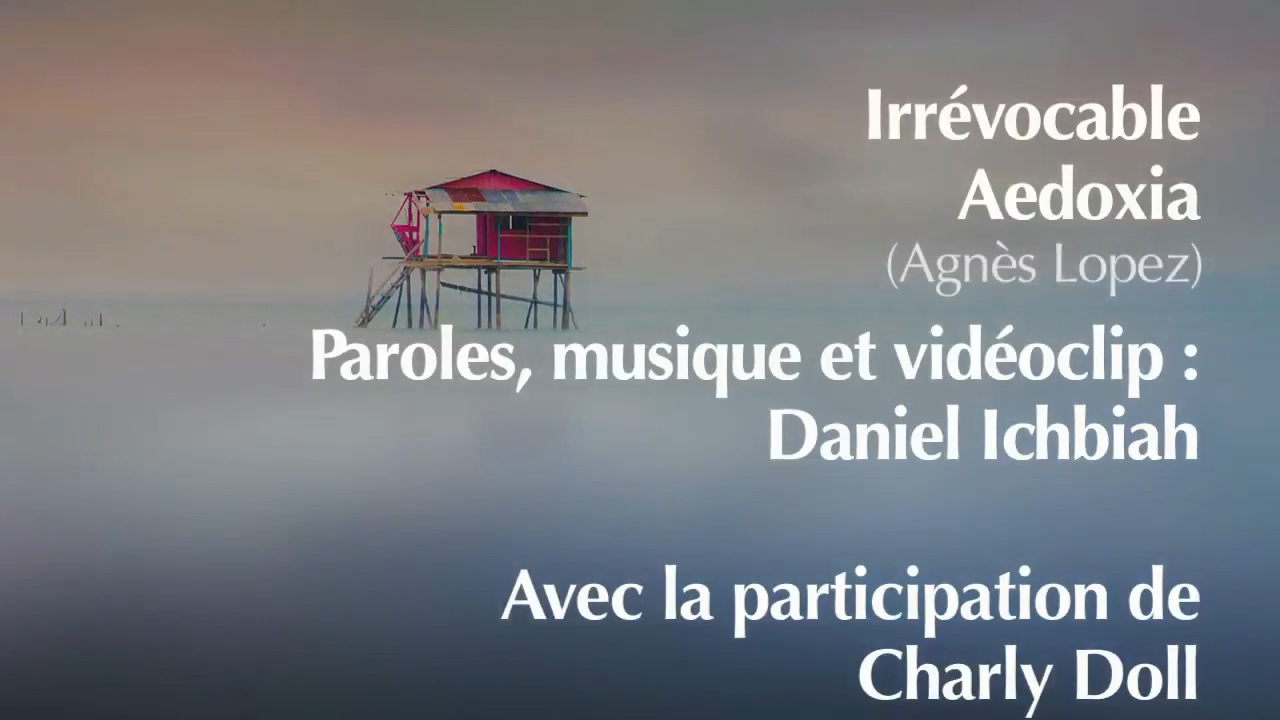 Irrévocable
Aedoxia
(Agnès Lopez)
Paroles, musique et vidéoclip :
Daniel Ichbiah
Avec la participation de
Charly Doll